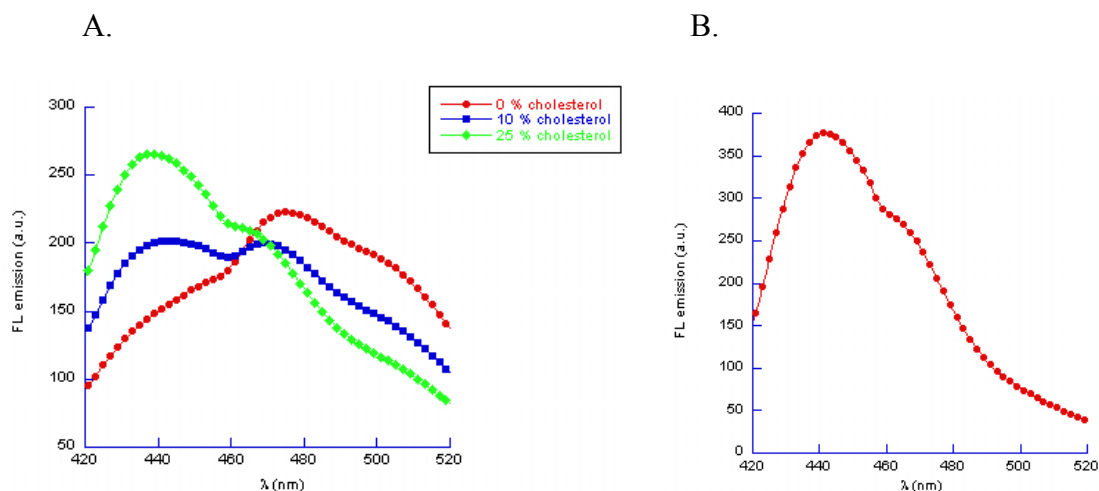 A.
B.
0 % cholesterol
10 % cholesterol
25 % cholesterol
FL emission (a.u.)
300
250
200
150
100
50
420 440 460 480 500 520
λ (nm)
FL emission (a.u.)
400
350
300
250
200
150
100
50
0
420 440 460 480 500 520
λ (nm)